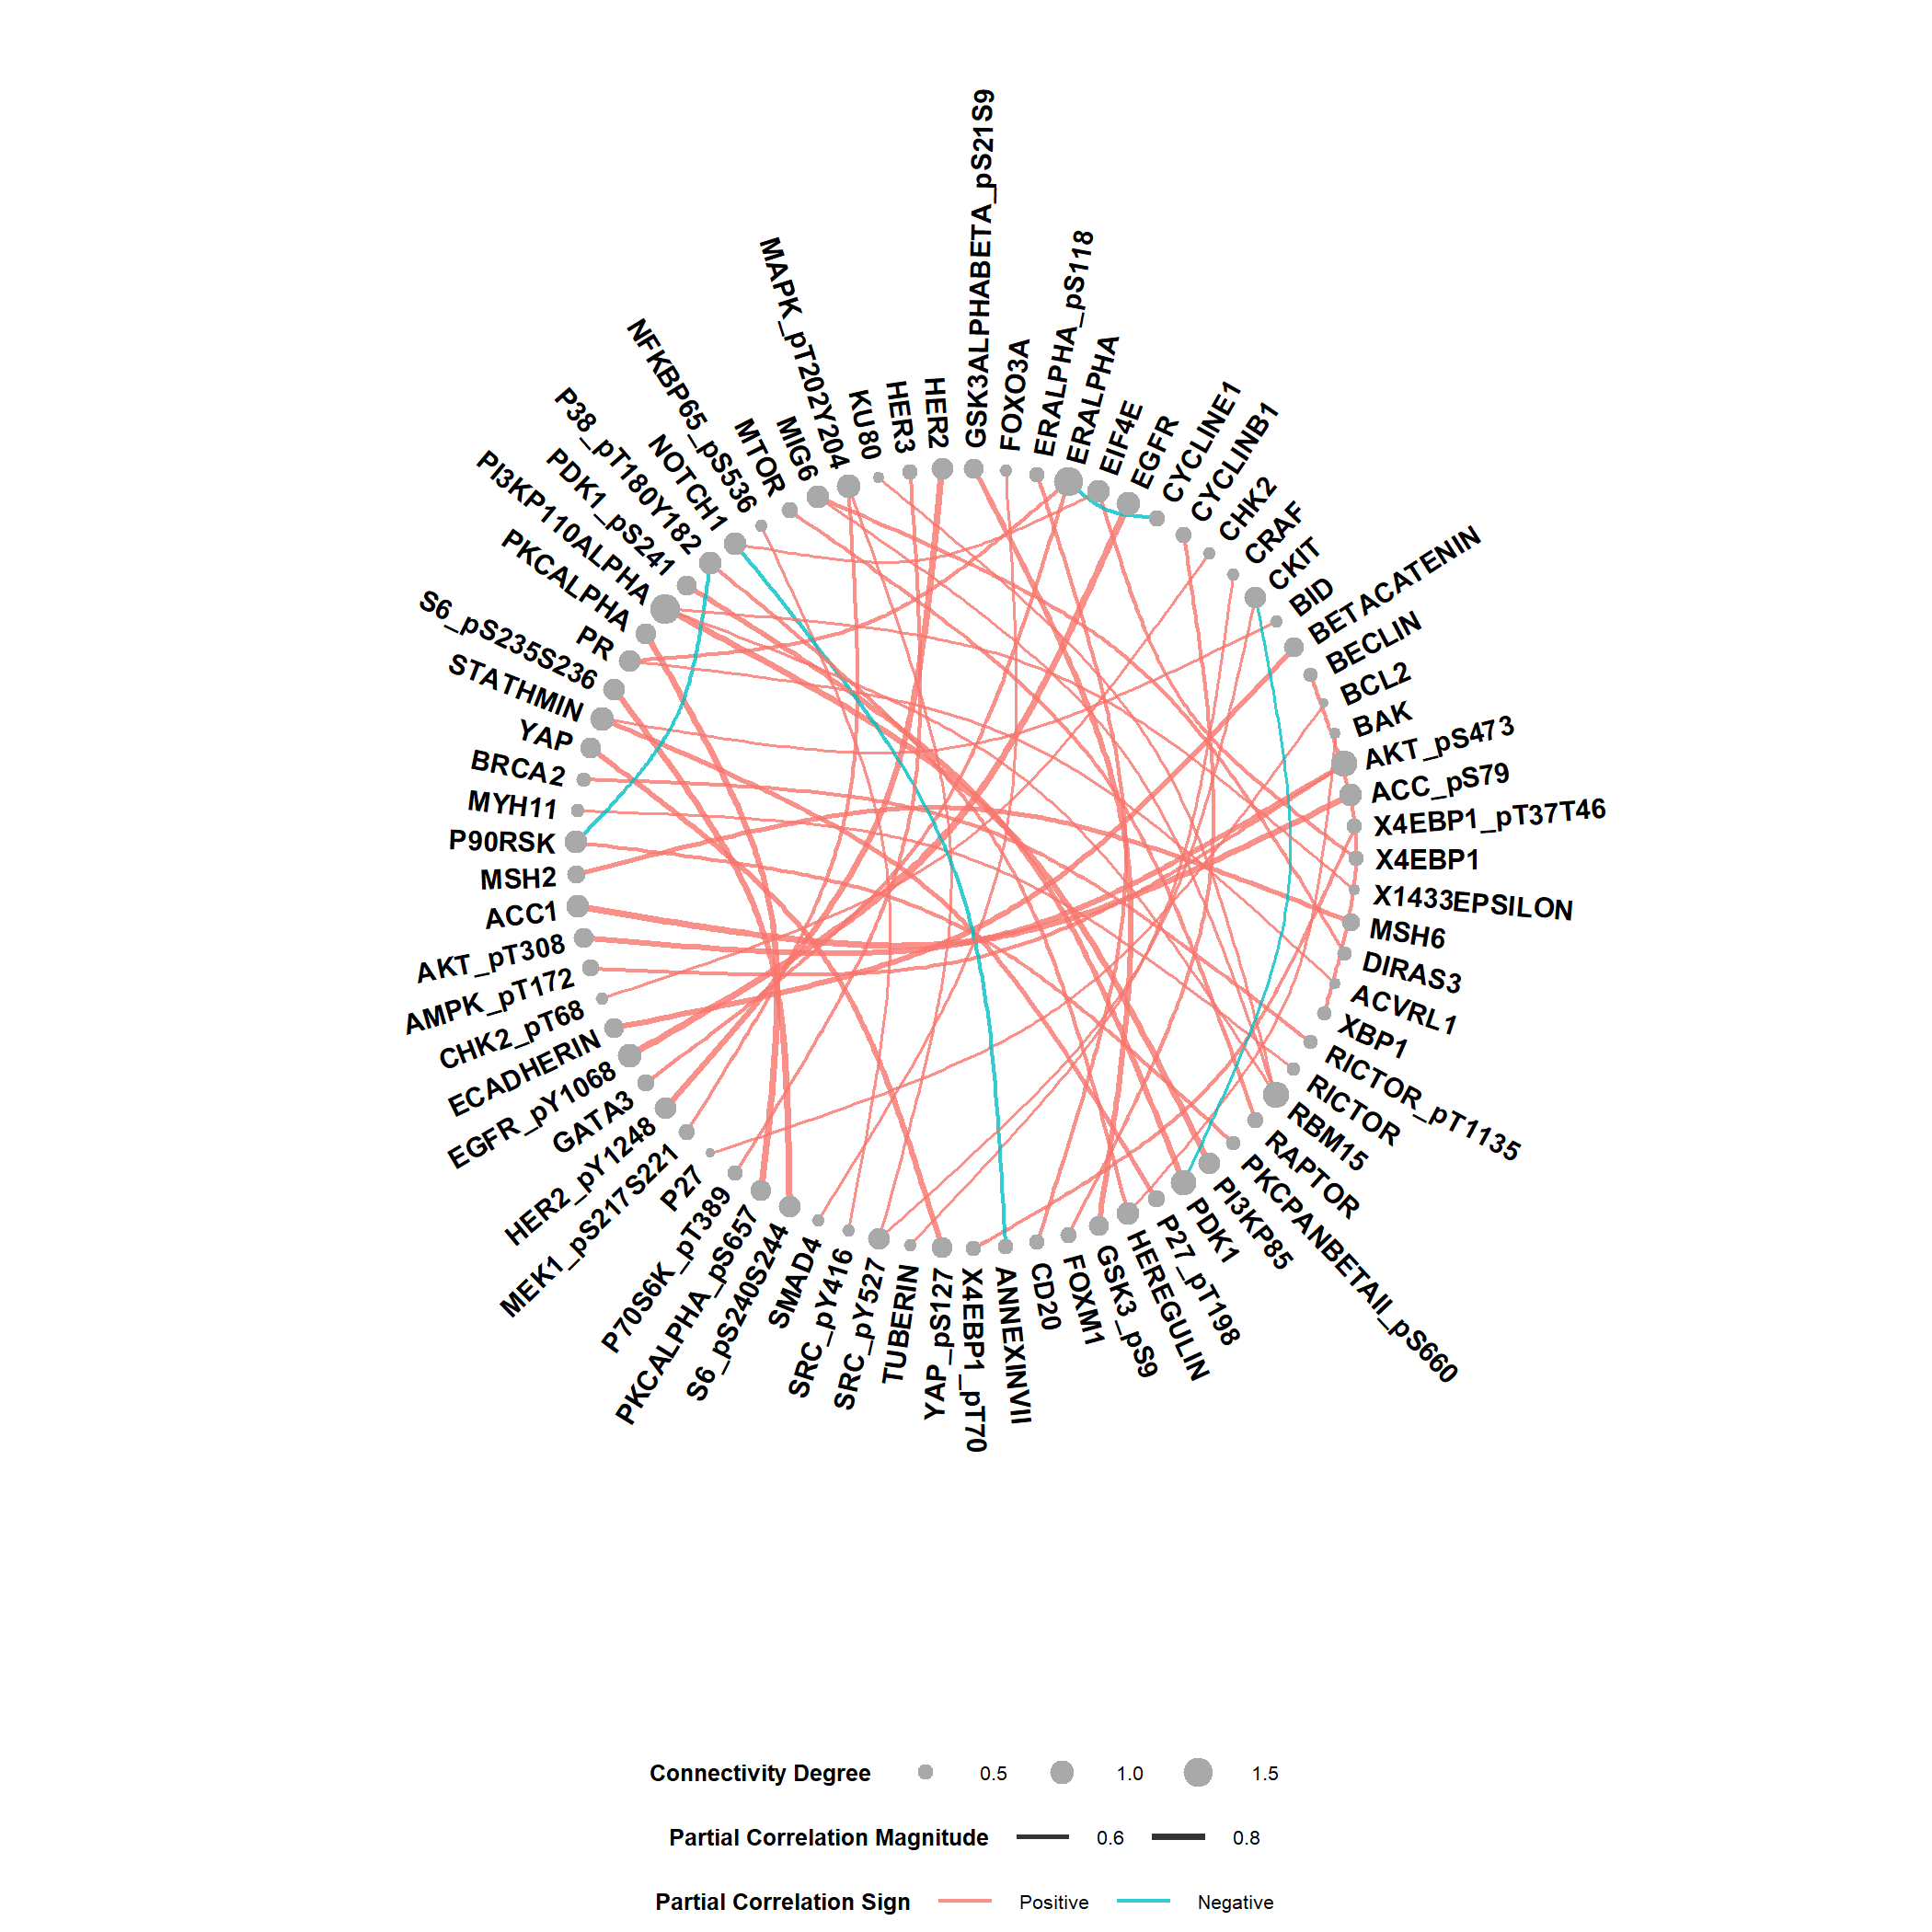 GSK3ALPHABETA_pS21S9
FOXO3A
ERALPHA_pS118
ERALPHA
EIF4E
EGFR
CYCLINE1
CYCLINB1
CHK2
CRAF
CKIT
BID
BETACATENIN
BECLIN
BCL2
BAK
AKT_pS473
ACC_pS79
X4EBP1_pT37T46
X4EBP1
X1433EPSILON
MSH6
DIRAS3
ACVRL1
XBP1
RICTOR_pT1135
RICTOR
RBM15
RAPTOR
PKCPANBETAII_pS660
PI3KP85
PDK1
P27_pT198
HEREGULIN
GSK3_pS9
FOXM1
CD20
ANNEXINVII
X4EBP1_pT70
YAP_pS127
TUBERIN
SRC_pY527
SRC_pY416
SMAD4
S6_pS240S244
PKCALPHA_pS657
P70S6K_pT389
P27
MEK1_pS217S221
HER2_pY1248
GATA3
EGFR_pY1068
ECADHERIN
CHK2_pT68
AMPK_pT172
AKT_pT308
ACC1
MSH2
P90RSK
MYH11
BRCA2
YAP
STATHMIN
S6_pS235S236
PR
PKCALPHA
PI3KP110ALPHA
PDK1_pS241
P38_pT180Y182
NOTCH1
NFKBP65_pS536
MTOR
MIG6
MAPK_pT202Y204
KU80
HER3
HER2
Connectivity Degree 0.5 1.0 1.5
Partial Correlation Magnitude 0.6 0.8
Partial Correlation Sign Positive Negative